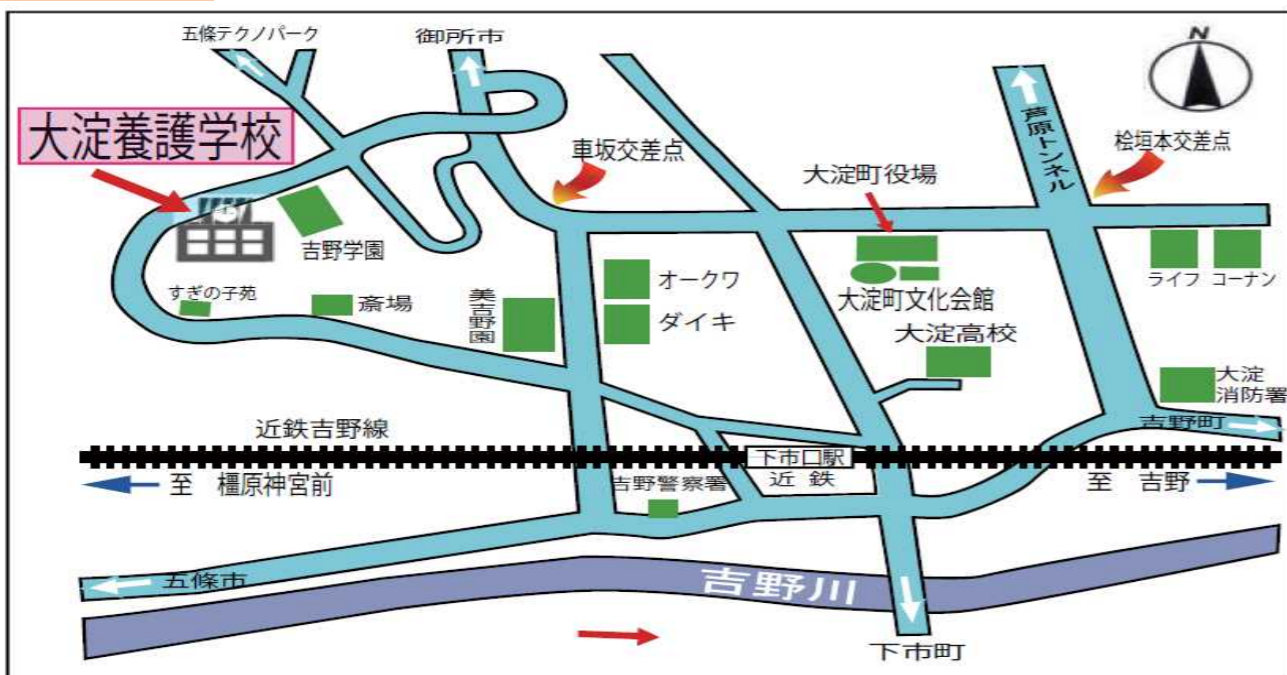 五條テクノパーク
御所市
N
大淀養護学校
車坂交差点
芦原トンネル
桧垣本交差点
大淀町役場
吉野学園
すぎの子苑
斎場
美吉野園
オークワ
ダイキ
大淀町文化会館
大淀高校
ライフ
コーナン
大淀
消防署
吉野町
近鉄吉野線
下市口駅
近鉄
至 橿原神宮前
吉野警察署
至 吉野
五條市
吉野川
下市町